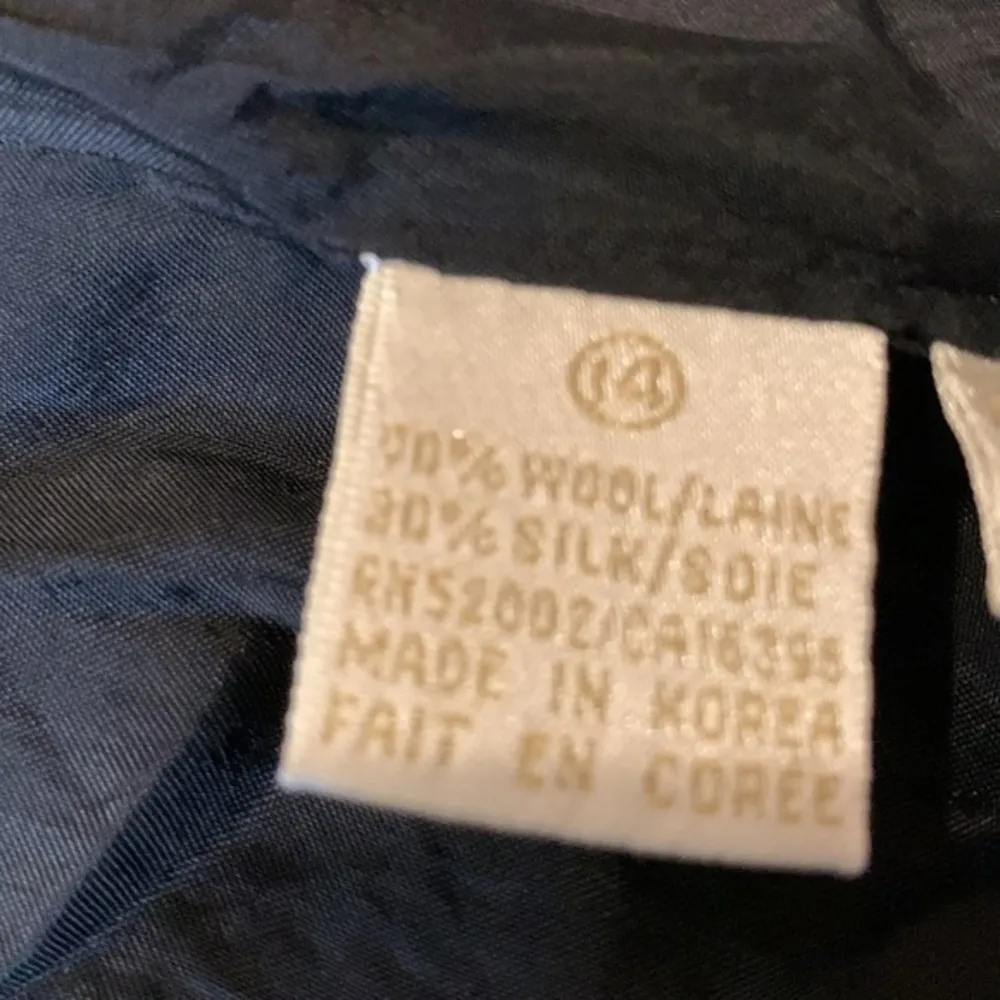 14
70% WOOL/LAINE
30% SILK/SOIE
RN52002/CA16395
MADE IN KOREA
FAIT EN CORÉE